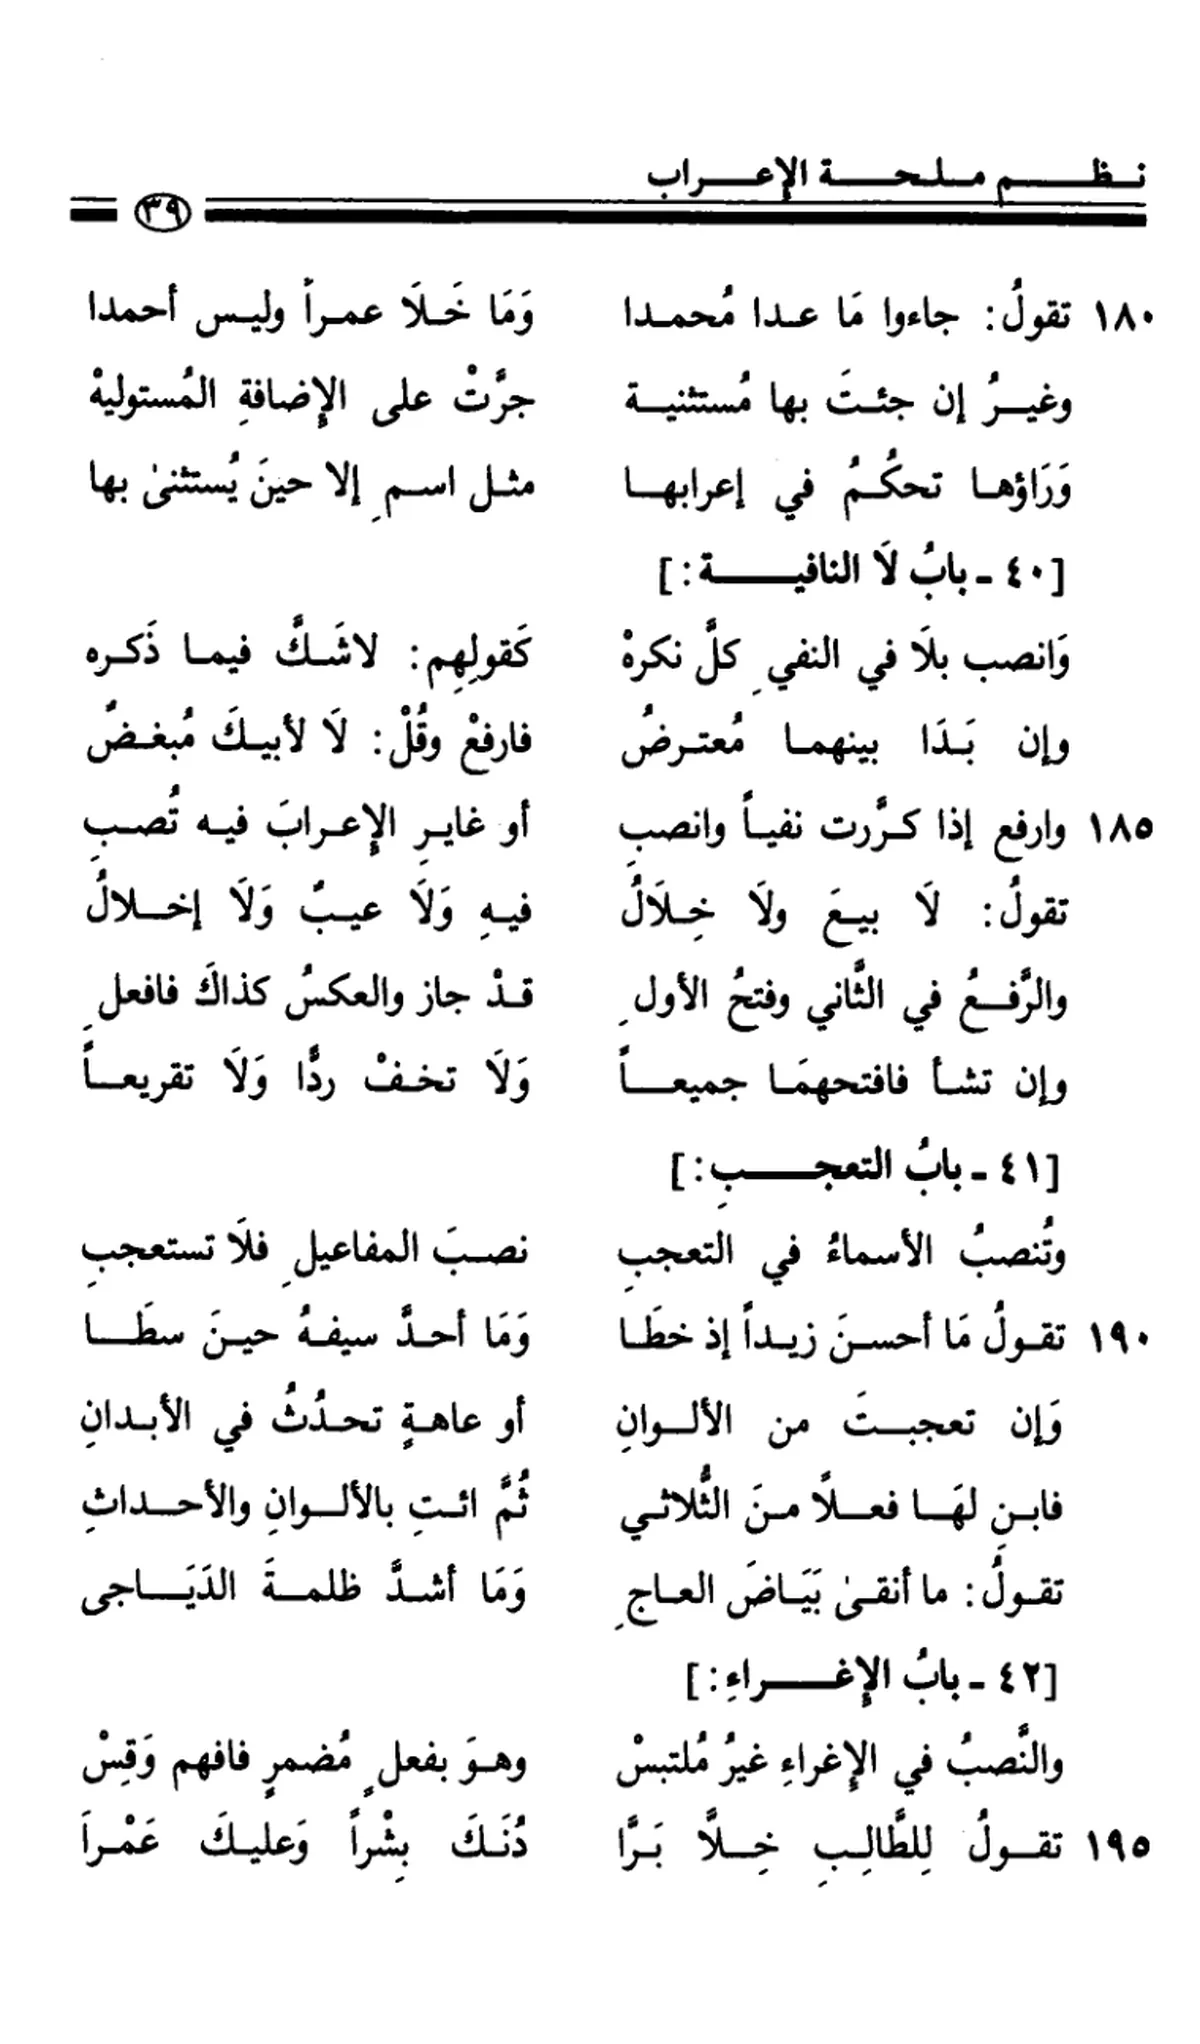 نظم ملحة الإعراب
٣٩
١٨٠ تقولُ: جاءوا مَا عدا مُحمدا وَمَا خَلَا عمراً وليس أحمدا
وغيرُ إن جئتَ بها مُستثنية جرَّتْ على الإضافةِ المُستوليهْ
وَرَاؤها تحكُمُ في إعرابها مثل اسمِ إلا حينَ يُستثنىٰ بها
[٤٠ - بابُ لَا النافية:]
وَانصب بلَا في النفيِ كلَّ نكرهْ كَقولِهِم: لاشَكَّ فيما ذَكره
وإن بَدَا بينهما مُعترضُ فارفعْ وقُلْ: لَا لأبيكَ مُبغضُ
١٨٥ وارفع إذا كرَّرت نفياً وانصبِ أو غايرِ الإعرابَ فيه تُصبِ
تقولُ: لَا بيعَ ولَا خِلَالُ فيهِ وَلَا عيبٌ وَلَا إخلالُ
والرَّفعُ في الثَّاني وفتحُ الأولِ قدْ جاز والعكسُ كذاكَ فافعلِ
وإن تشأ فافتحهمَا جميعاً وَلَا تخفْ ردًّا وَلَا تقريعاً
[٤١ - بابُ التعجبِ:]
وتُنصبُ الأسماءُ في التعجبِ نصبَ المفاعيلِ فلَا تستعجبِ
١٩٠ تقولُ مَا أحسنَ زيداً إذ خطَا وَمَا أحدَّ سيفهُ حينَ سطَا
وَإن تعجبتَ من الألوانِ أو عاهةٍ تحدُثُ في الأبدانِ
فابنِ لهَا فعلاً منَ الثُّلاثي ثُمَّ ائتِ بالألوانِ والأحداثِ
تقولُ: ما أنقىٰ بَيَاضَ العاجِ وَمَا أشدَّ ظلمةَ الدَيَاجى
[٤٢ - بابُ الإغراءِ:]
والنَّصبُ في الإغراءِ غيرُ مُلتبسْ وهوَ بفعلٍ مُضمرٍ فافهم وَقِسْ
١٩٥ تقولُ لِلطَّالِبِ خِلاًّ بَرَّا دُنَكَ بِشْراً وَعليكَ عَمْراَ